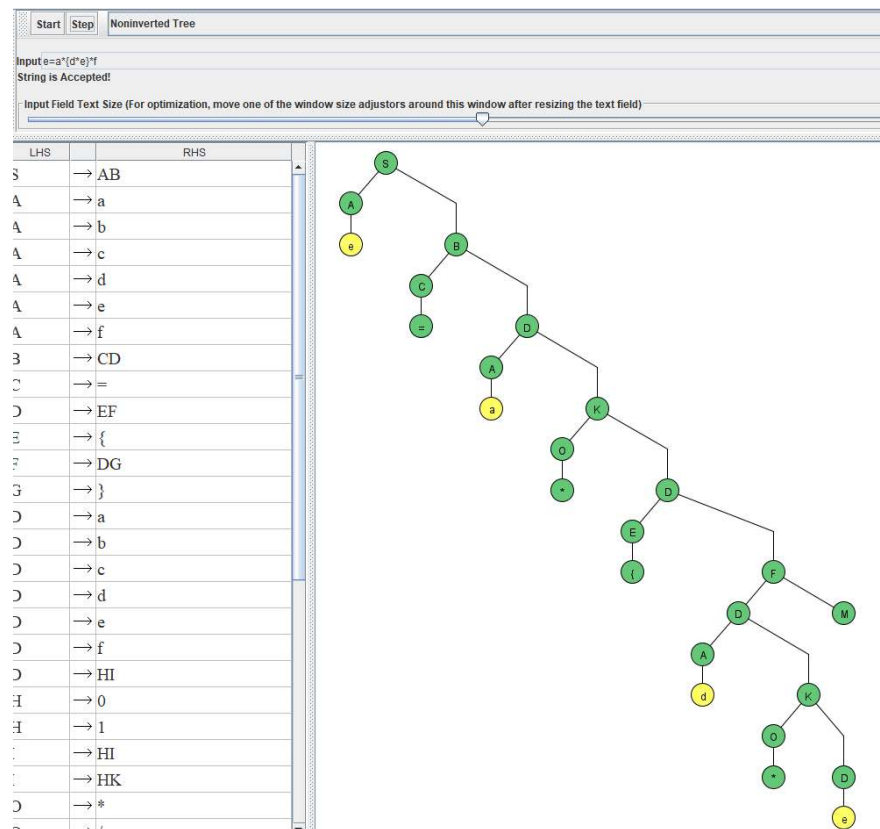 Start Step Noninverted Tree
Input e=a*{d*e}*f
String is Accepted!
Input Field Text Size (For optimization, move one of the window size adjustors around this window after resizing the text field)
LHS RHS
S → AB
A → a
A → b
A → c
A → d
A → e
A → f
B → CD
C → =
D → EF
E → {
F → DG
G → }
D → a
D → b
D → c
D → d
D → e
D → f
D → HI
H → 0
H → 1
I → HI
I → HK
O → *
S
A
e B
C
= D
A
a K
O
* D
E
{ F
D M
A
d K
O
* D
e